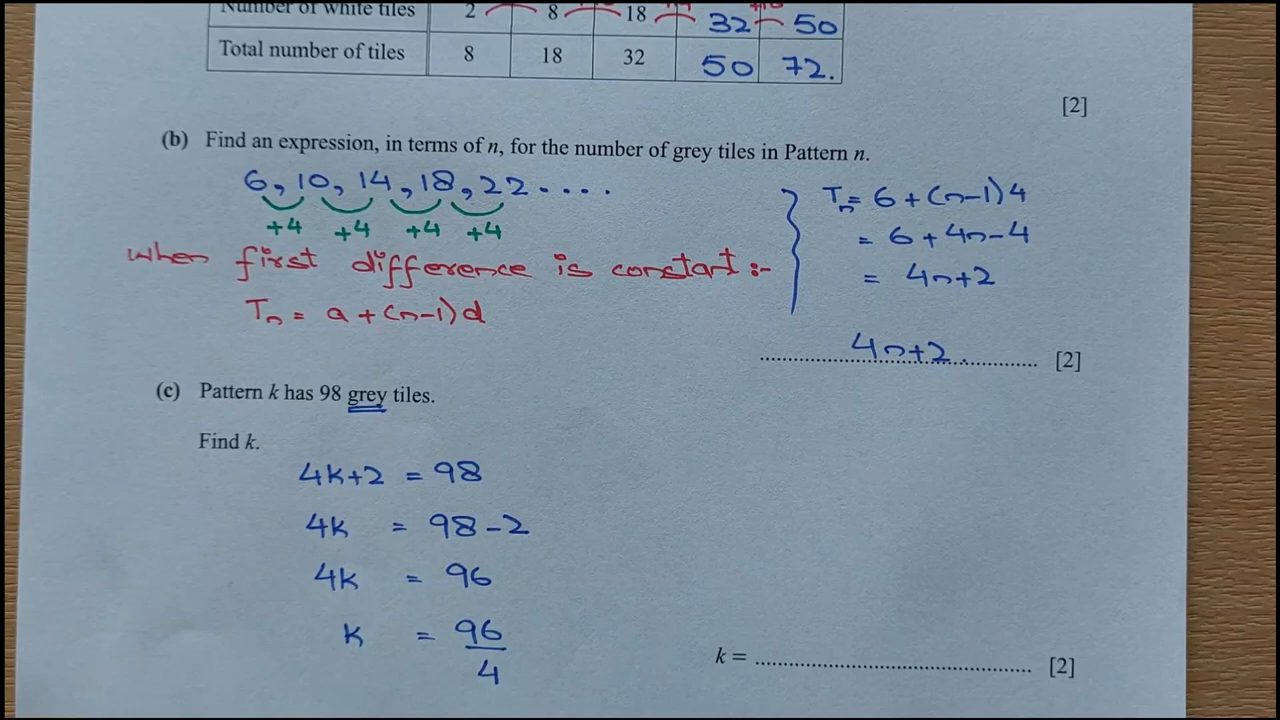 Number of white tiles 2 8 18 32 50
Total number of tiles 8 18 32 50 72.
[2]
(b) Find an expression, in terms of n, for the number of grey tiles in Pattern n.
6, 10, 14, 18, 22 ....
+4 +4 +4 +4
when first difference is constant :-
Tn = a + (n-1)d
Tn = 6 + (n-1)4
= 6 + 4n - 4
= 4n+2
4n+2. [2]
(c) Pattern k has 98 grey tiles.
Find k.
4k+2 = 98
4k = 98-2
4k = 96
k = 96
4
k = ........................................ [2]